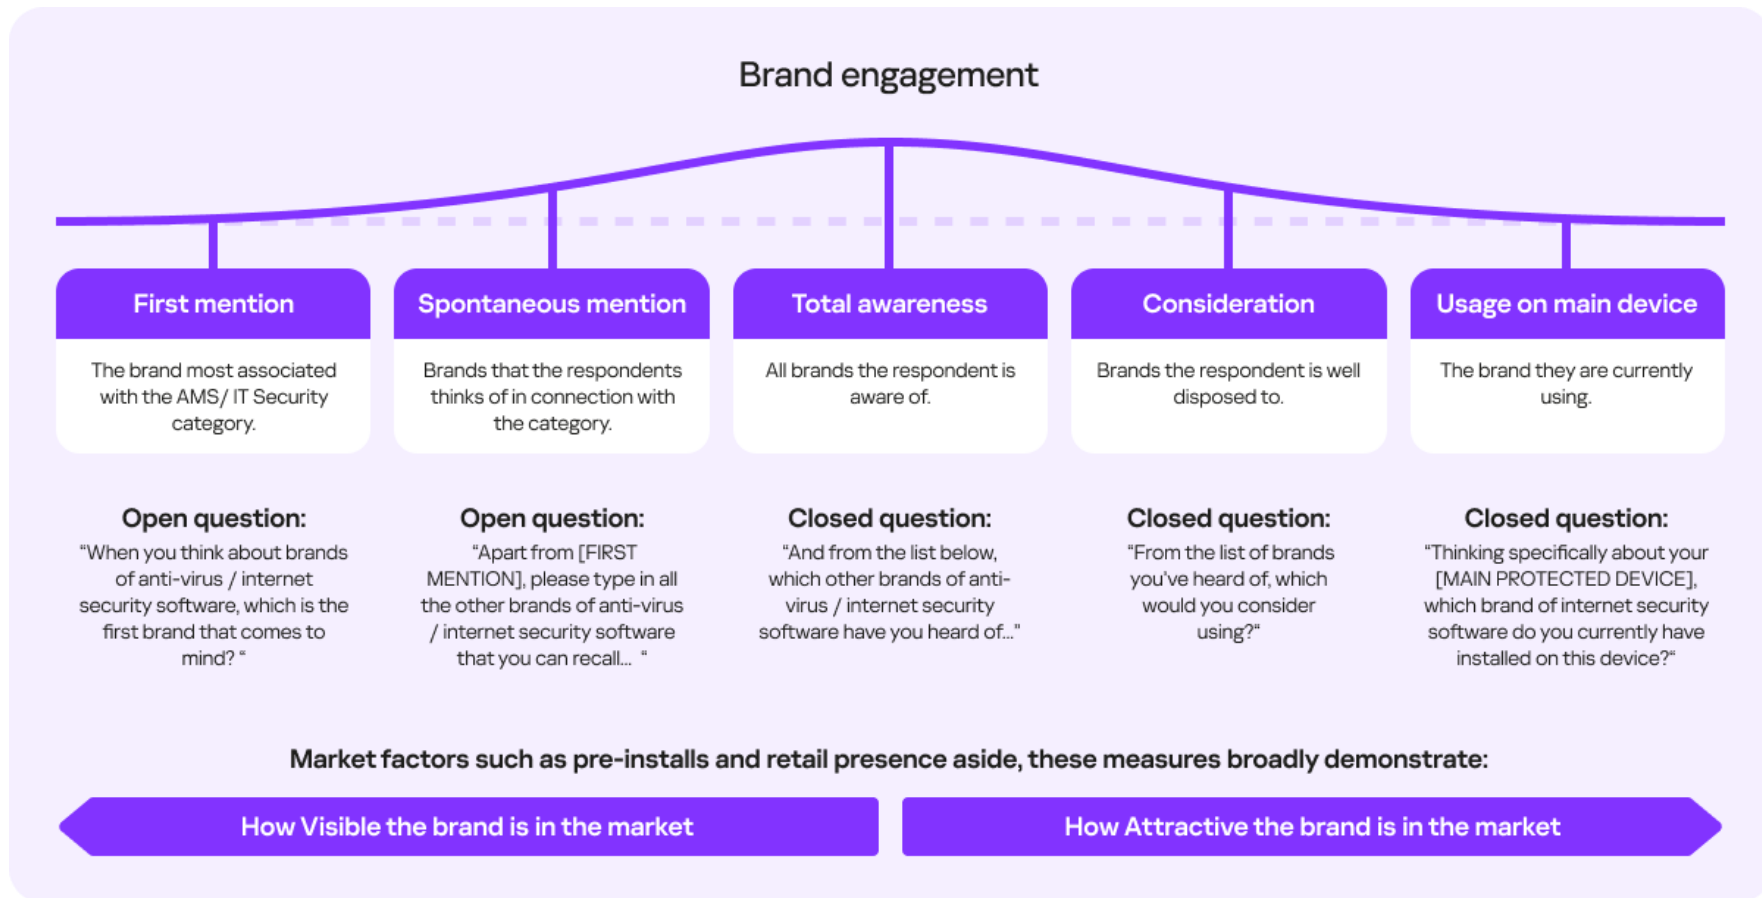 Brand engagement
First mention
The brand most associated
with the AMS/ IT Security
category.
Open question:
“When you think about brands
of anti-virus / internet
security software, which is the
first brand that comes to
mind? “
Spontaneous mention
Brands that the respondents
thinks of in connection with
the category.
Open question:
“Apart from [FIRST
MENTION], please type in all
the other brands of anti-virus
/ internet security software
that you can recall... “
Total awareness
All brands the respondent is
aware of.
Closed question:
“And from the list below,
which other brands of anti-
virus / internet security
software have you heard of...”
Consideration
Brands the respondent is well
disposed to.
Closed question:
“From the list of brands
you’ve heard of, which
would you consider
using?“
Usage on main device
The brand they are currently
using.
Closed question:
“Thinking specifically about your
[MAIN PROTECTED DEVICE],
which brand of internet security
software do you currently have
installed on this device?“
Market factors such as pre-installs and retail presence aside, these measures broadly demonstrate:
How Visible the brand is in the market
How Attractive the brand is in the market